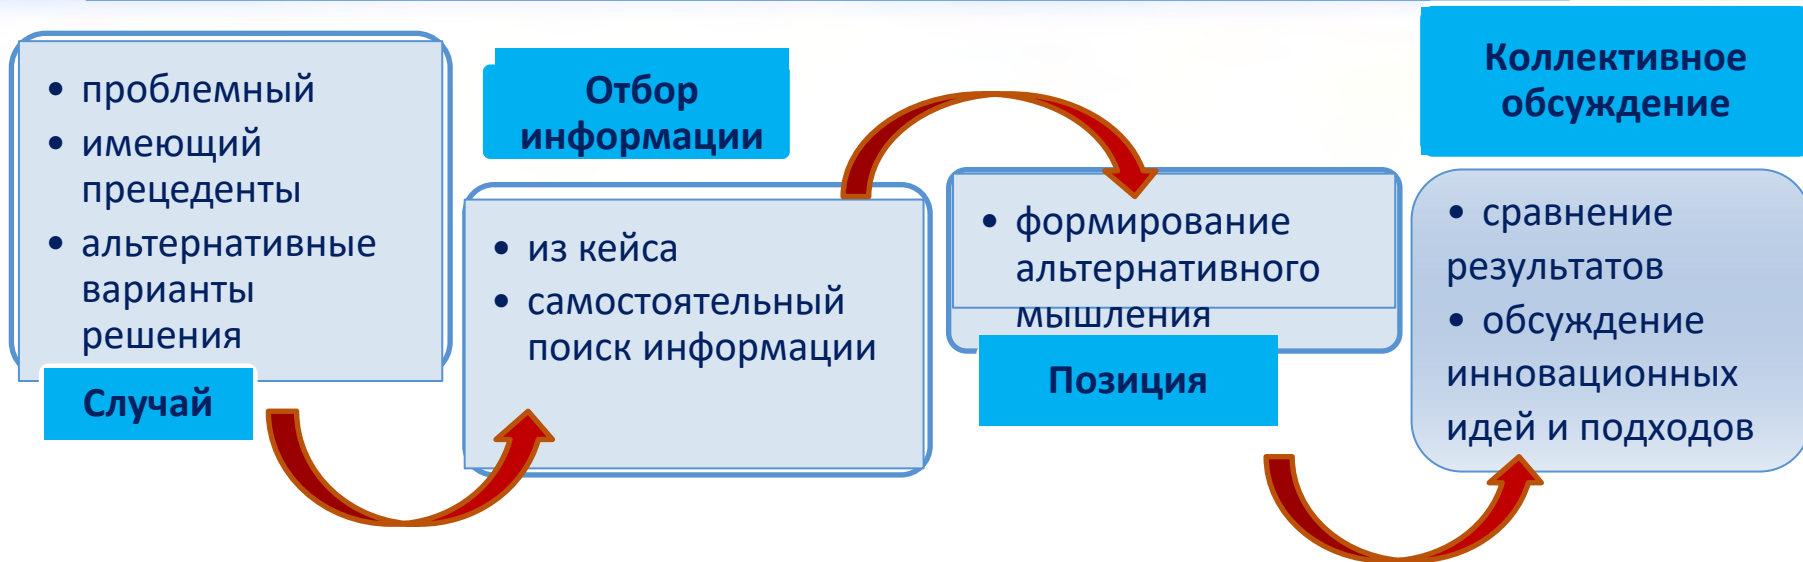 • проблемный
• имеющий
прецеденты
• альтернативные
варианты
решения
Случай
Отбор
информации
• из кейса
• самостоятельный
поиск информации
• формирование
альтернативного
мышления
Позиция
Коллективное
обсуждение
• сравнение
результатов
• обсуждение
инновационных
идей и подходов